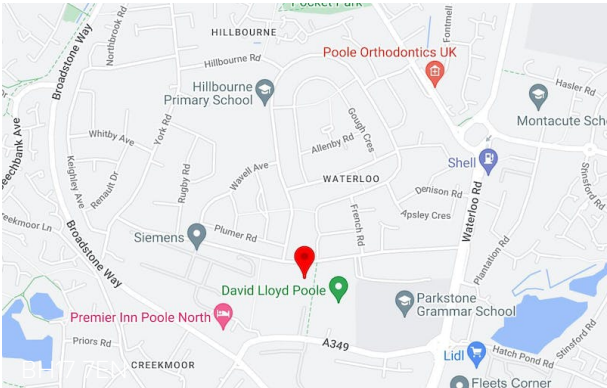 Pocket Park
Northbrook Rd
Broadstone Way
HILLBOURNE
Fontmell
Poole Orthodontics UK
Hillbourne Rd
Hillbourne
Primary School
Hasler Rd
Montacute Sch
Beechbank Ave
Whitby Ave
York Rd
Gough Cres
Allenby Rd
Shell
Keighley Ave
Renault Dr
Rugby Rd
Wavell Ave
WATERLOO
Denison Rd
Waterloo Rd
Stinsford Rd
eekmoor Ln
Apsley Cres
French Rd
Siemens
Plumer Rd
Broadstone Way
Plantation Rd
David Lloyd Poole
Parkstone
Grammar School
Premier Inn Poole North
Stinsford Rd
Priors Rd
A349
Lidl
Hatch Pond Rd
BH17 7EN
CREEKMOOR
Fleets Corner